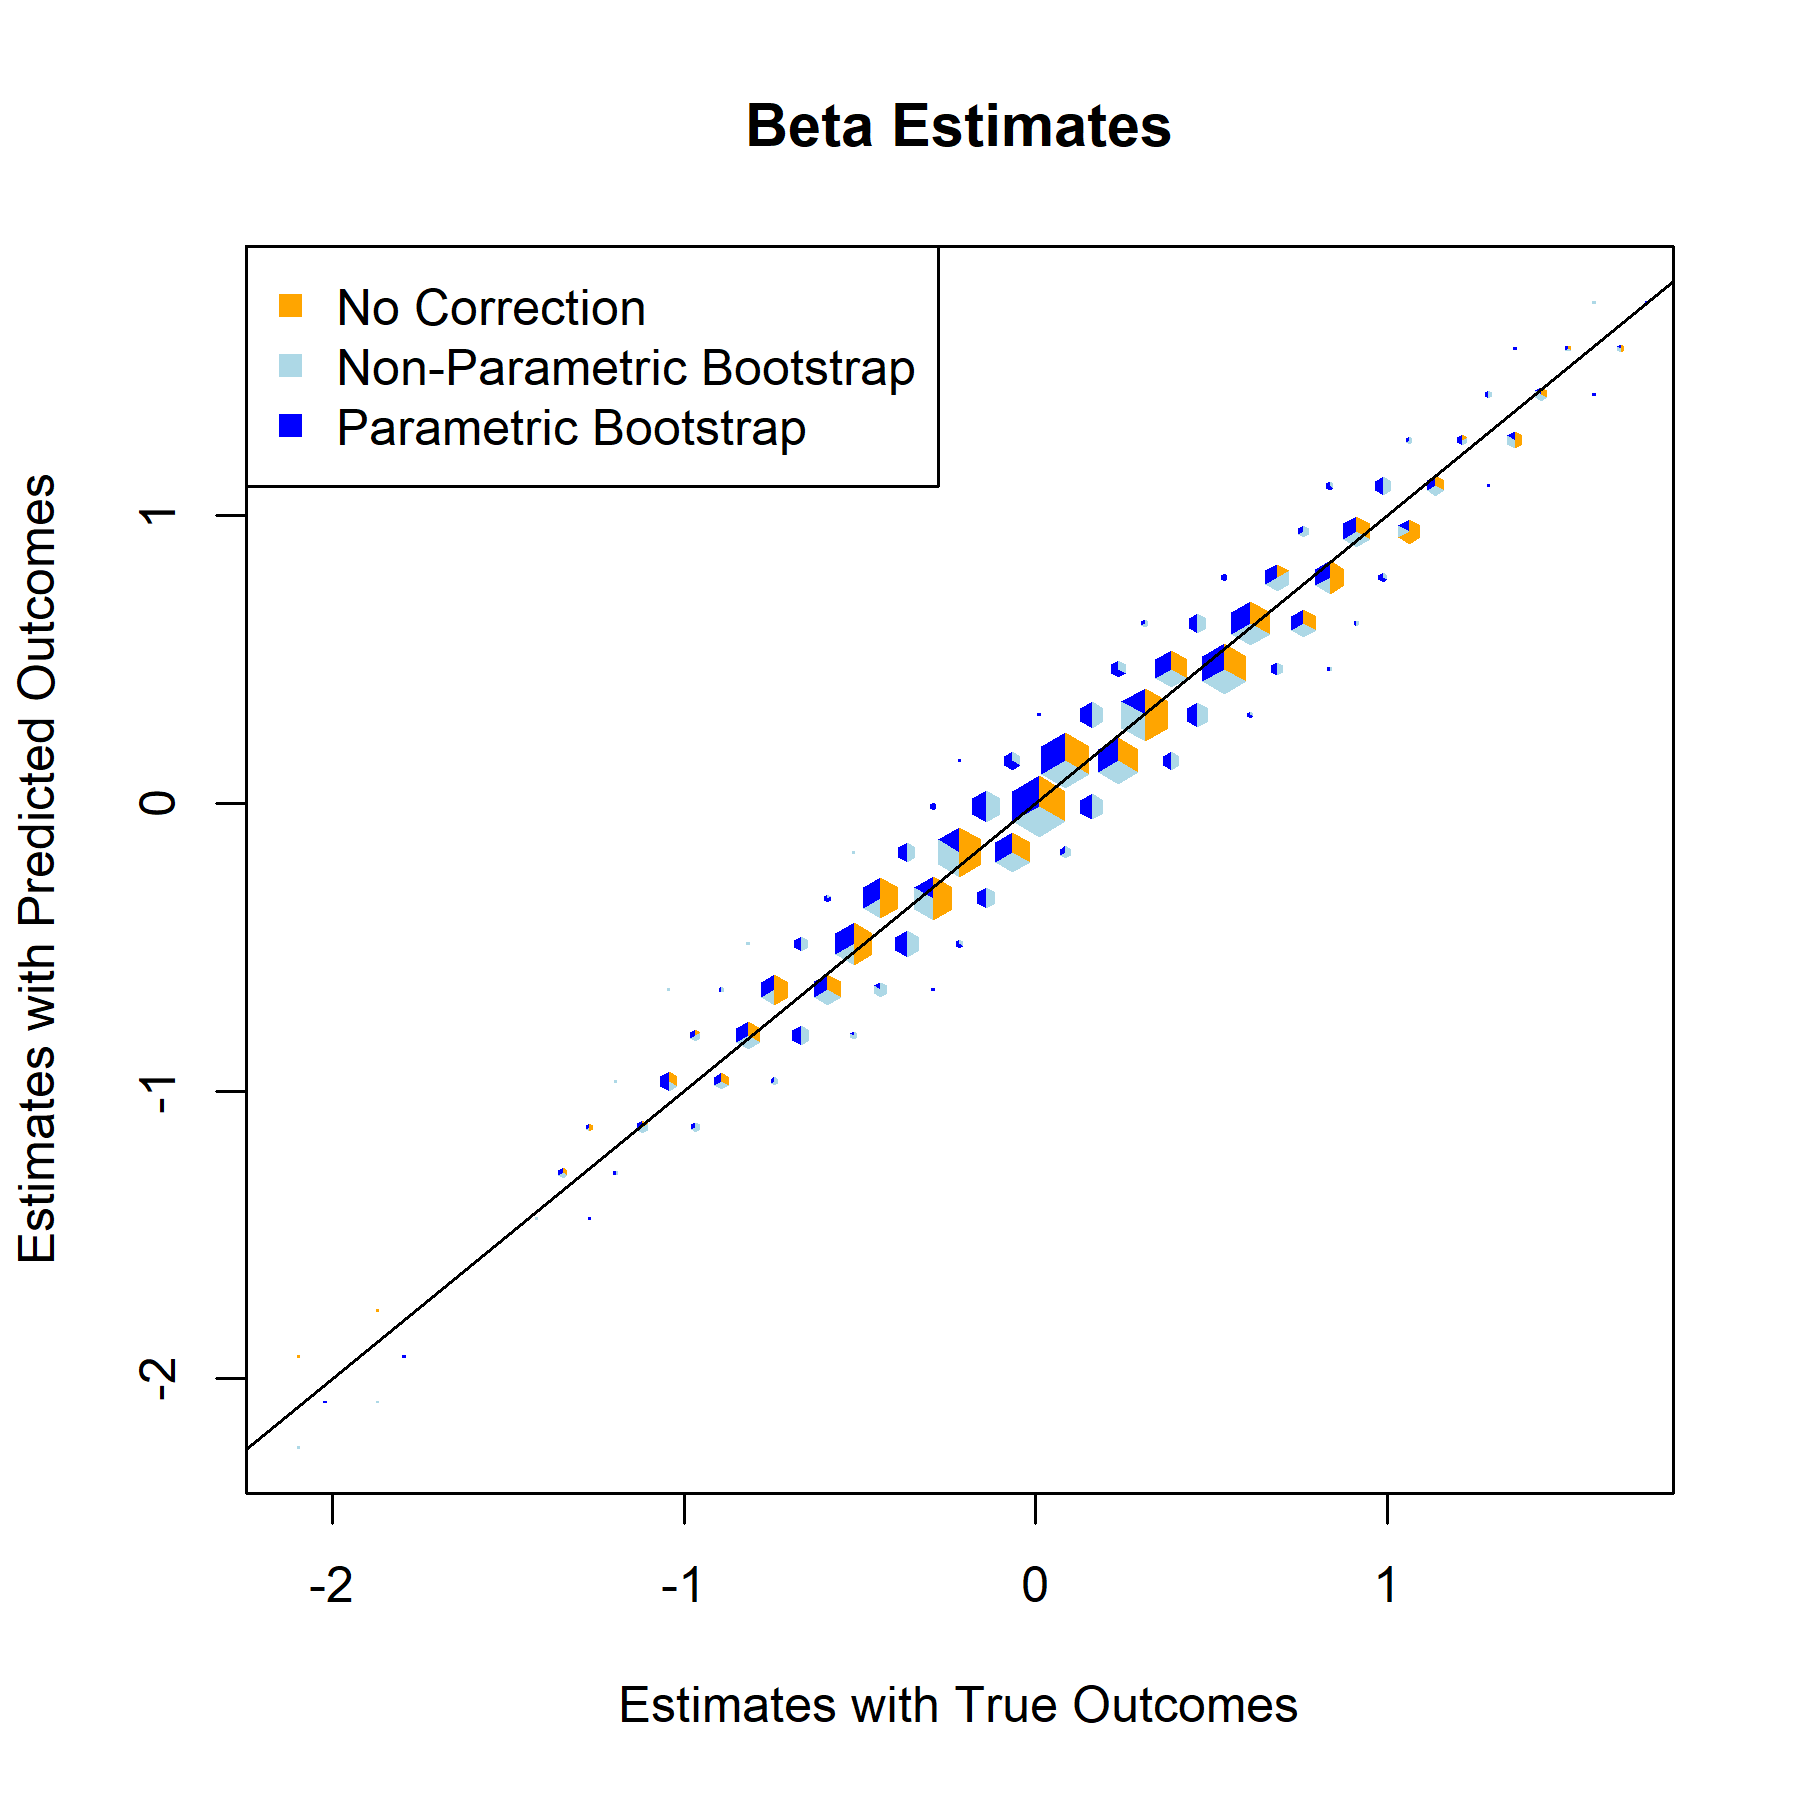 Beta Estimates
No Correction
Non-Parametric Bootstrap
Parametric Bootstrap
Estimates with Predicted Outcomes
1
0
-1
-2
-2 -1 0 1
Estimates with True Outcomes